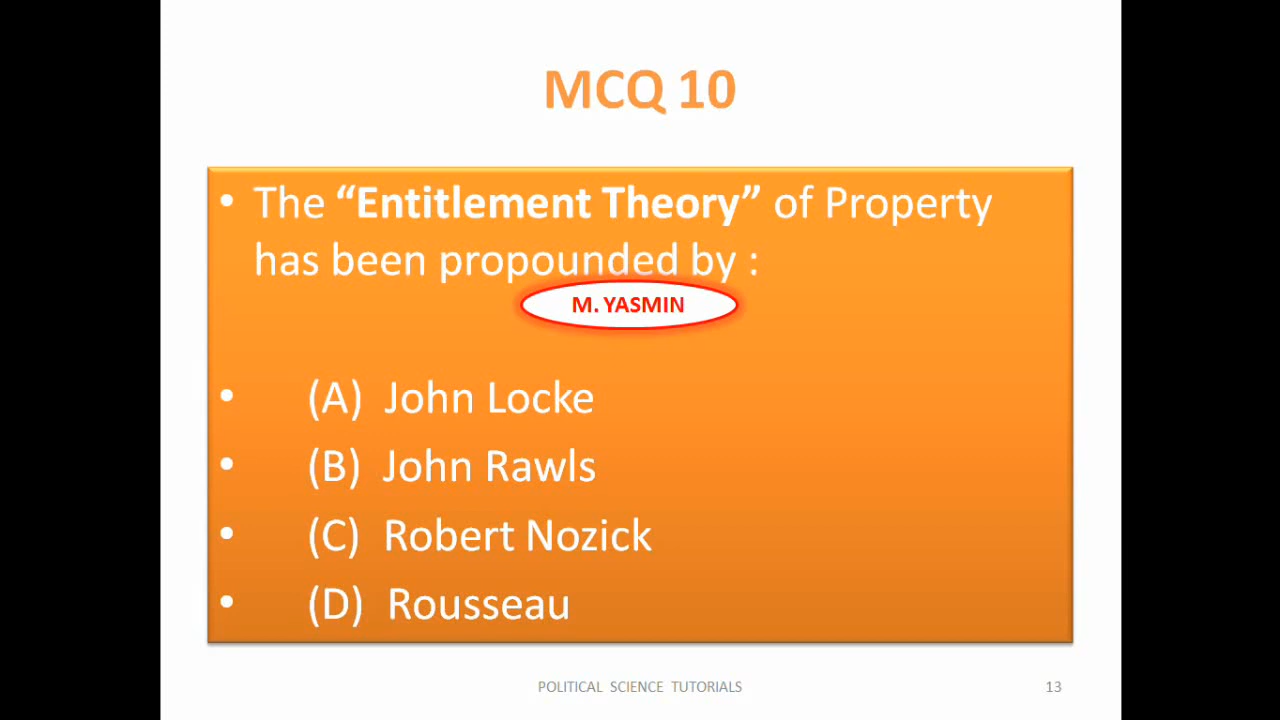 MCQ 10
• The “Entitlement Theory” of Property
has been propounded by :
M. YASMIN
• (A) John Locke
• (B) John Rawls
• (C) Robert Nozick
• (D) Rousseau
POLITICAL SCIENCE TUTORIALS 13